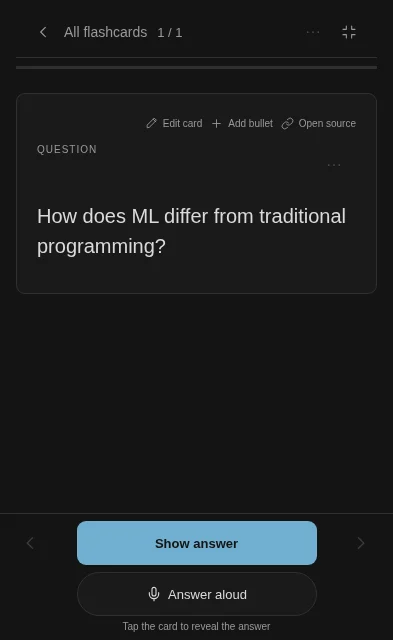 All flashcards 1 / 1 ...
Edit card Add bullet Open source
QUESTION
...
How does ML differ from traditional
programming?
Show answer
Answer aloud
Tap the card to reveal the answer